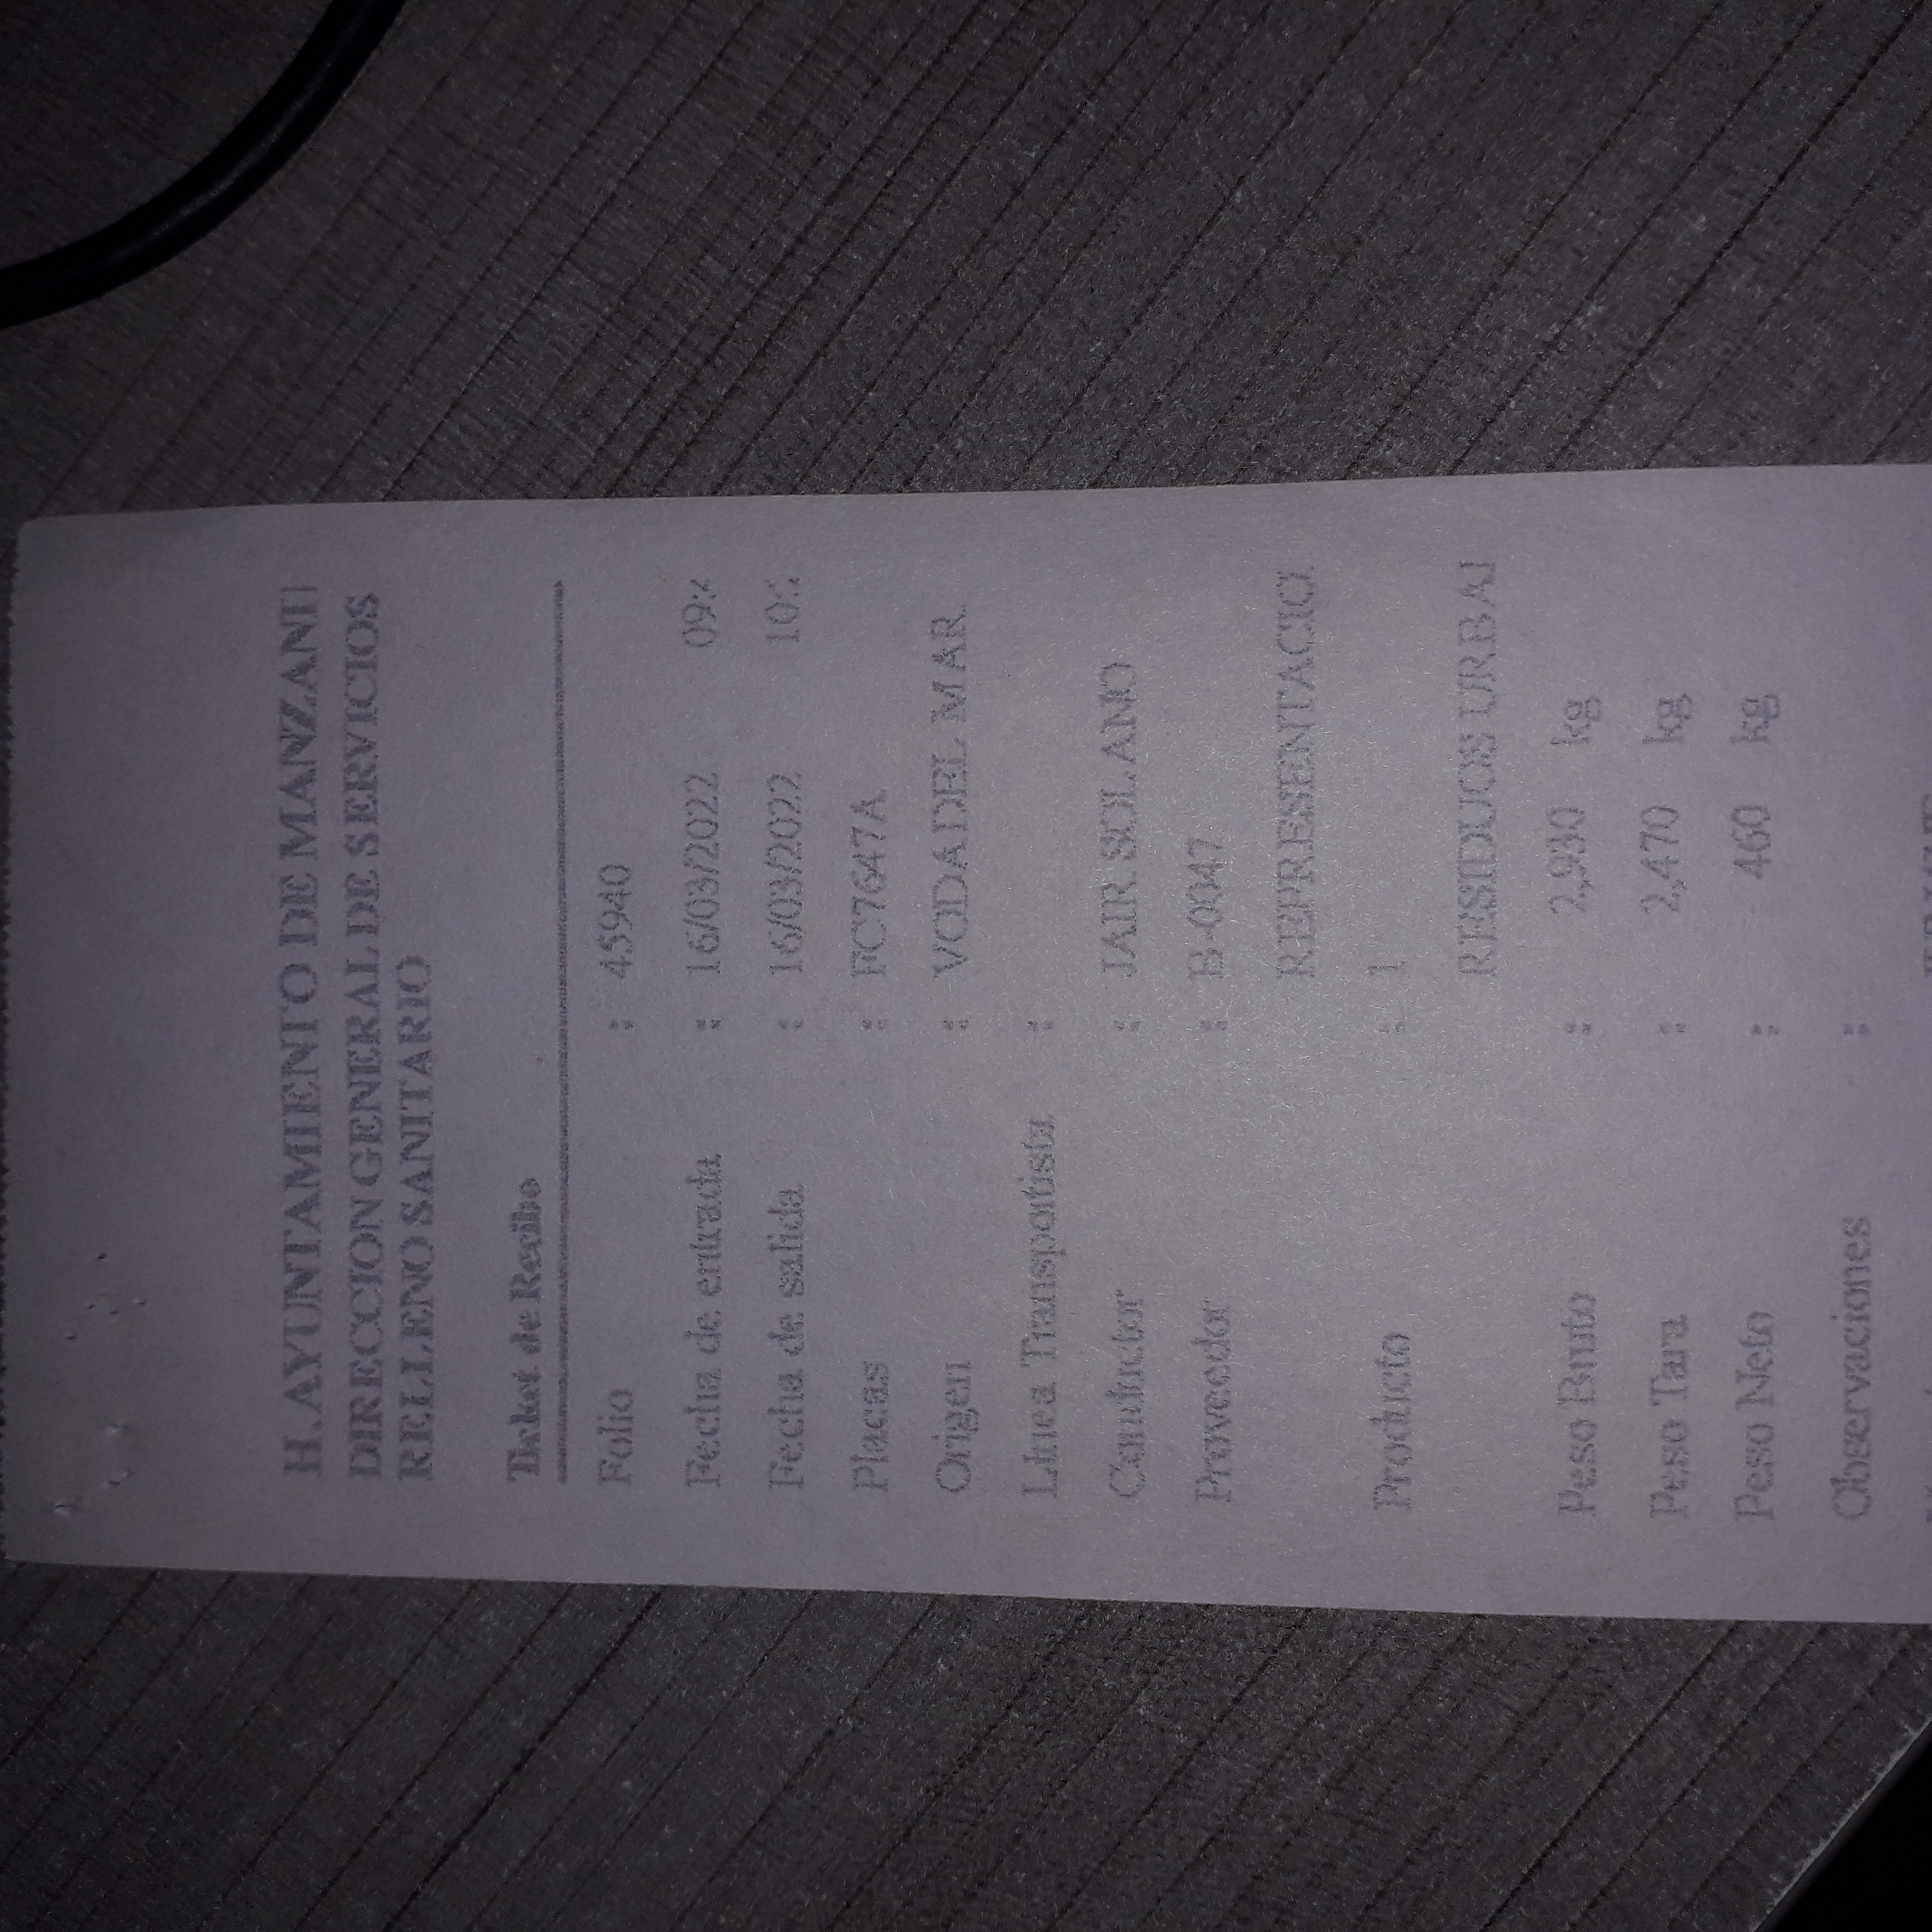 H. AYUNTAMIENTO DE MANZANI
DIRECCION GENERAL DE SERVICIOS
RELLENO SANITARIO
Ticket de Recibo
Folio : 45940
Fecha de entrada : 16/03/2022 09:
Fecha de salida : 16/03/2022 10:
Placas : FC7647A
Origen : VODA DEL MAR
Linea Transportista :
Conductor : JAIR SOLANO
Proveedor : B-0047
REPRESENTACIO
Producto : 1
RESIDUOS URBA
Peso Bruto : 2,930 kg
Peso Tara : 2,470 kg
Peso Neto : 460 kg
Observaciones :